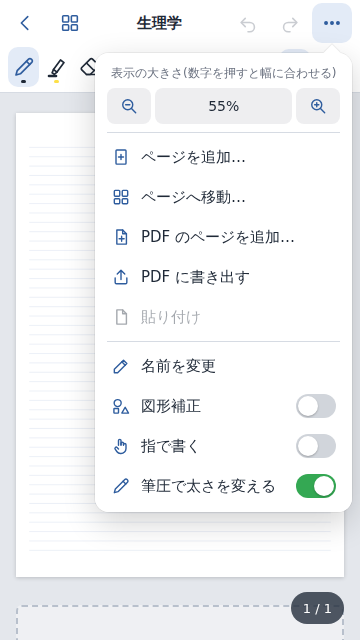 生理学
表示の大きさ(数字を押すと幅に合わせる)
55%
ページを追加…
ページへ移動…
PDF のページを追加…
PDF に書き出す
貼り付け
名前を変更
図形補正
指で書く
筆圧で太さを変える
1 / 1